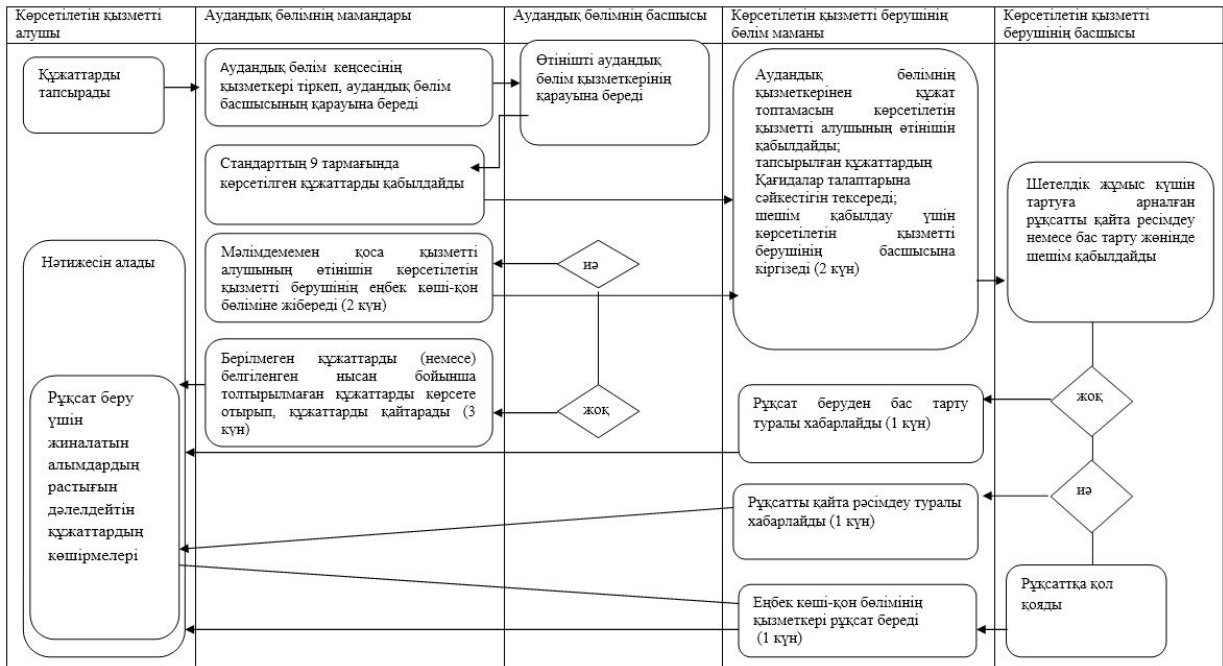 Көрсетілетін қызметті
алушы
Аудандық бөлімнің мамандары
Аудандық бөлімнің басшысы
Көрсетілетін қызметті берушінің
бөлім маманы
Көрсетілетін қызметті
берушінің басшысы
Құжаттарды
тапсырады
Аудандық бөлім кеңсесінің
қызметкері тіркеп, аудандық бөлім
басшысының қарауына береді
Өтінішті аудандық
бөлім қызметкерінің
қарауына береді
Аудандық бөлімнің
қызметкерінен құжат
топтамасын көрсетілетін
қызметті алушының өтінішін
қабылдайды;
тапсырылған құжаттардың
Қағидалар талаптарына
сәйкестігін тексереді;
шешім қабылдау үшін
көрсетілетін қызметті
берушінің басшысына
кіргізеді (2 күн)
Стандарттың 9 тармағында
көрсетілген құжаттарды қабылдайды
Шетелдік жұмыс күшін
тартуға арналған
рұқсатты қайта ресімдеу
немесе бас тарту жөнінде
шешім қабылдайды
Нәтижесін алады
Мәлімдемемен қоса қызметті
алушының өтінішін көрсетілетін
қызметті берушінің еңбек көші-қон
бөліміне жібереді (2 күн)
иә
Берілмеген құжаттарды (немесе)
белгіленген нысан бойынша
толтырылмаған құжаттарды көрсете
отырып, құжаттарды қайтарады (3
күн)
жоқ
Рұқсат беруден бас тарту
туралы хабарлайды (1 күн)
жоқ
Рұқсат беру
үшін
жиналатын
алымдардың
растығын
дәлелдейтін
құжаттардың
көшірмелері
Рұқсатты қайта рәсімдеу туралы
хабарлайды (1 күн)
иә
Еңбек көші-қон бөлімінің
қызметкері рұқсат береді
(1 күн)
Рұқсатқа қол
қояды